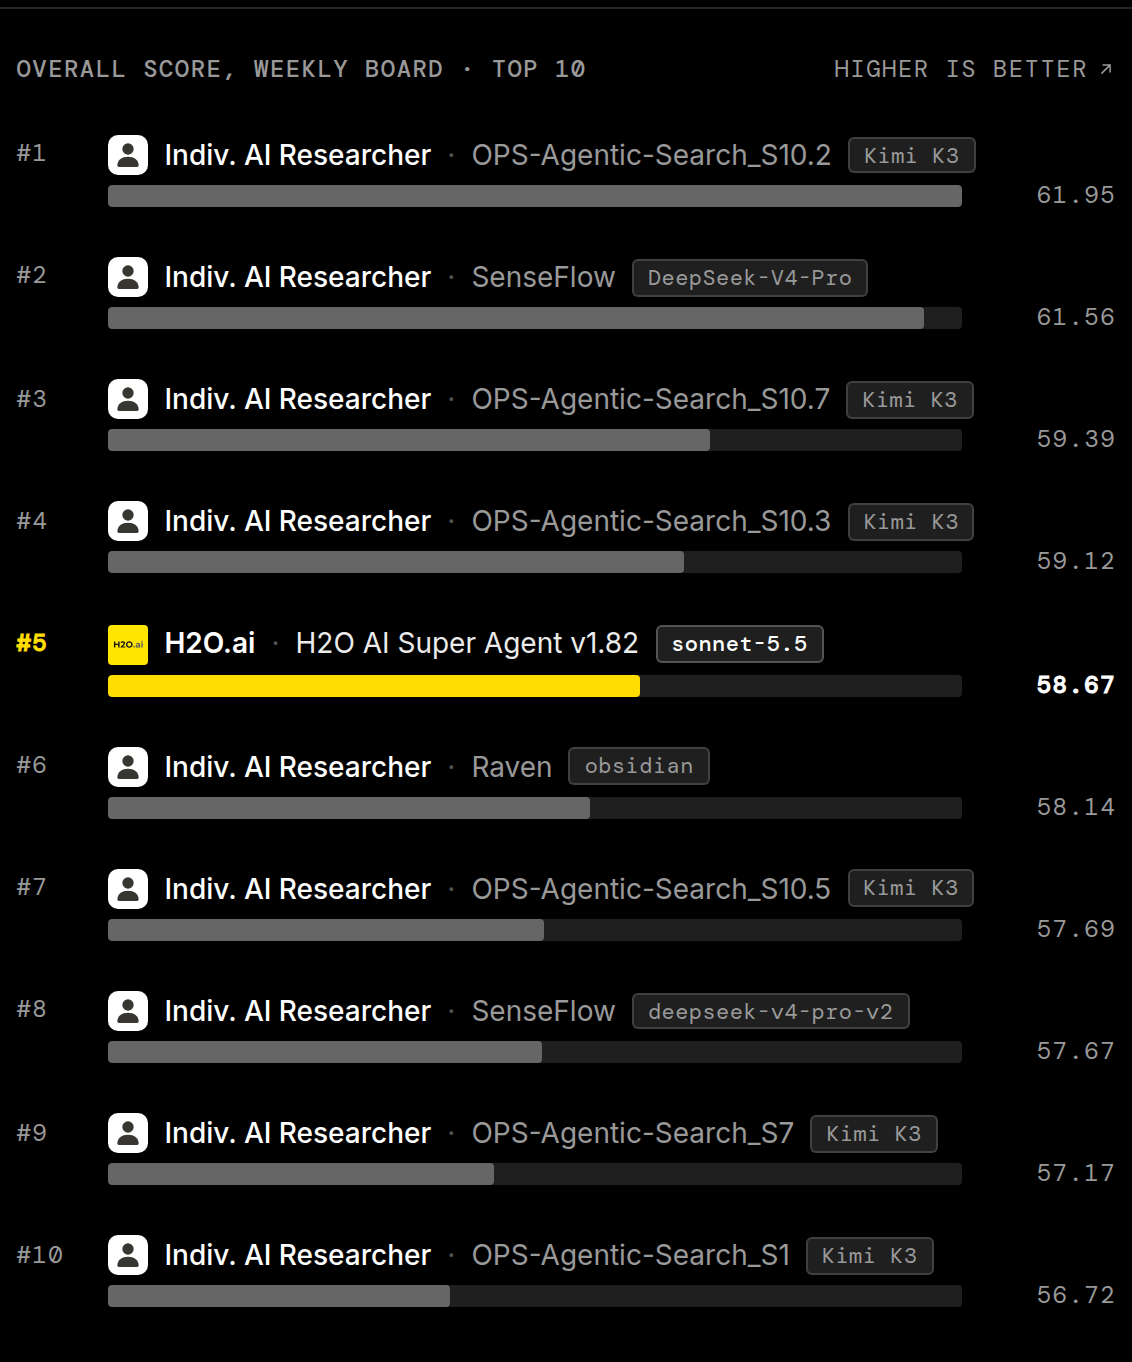 OVERALL SCORE, WEEKLY BOARD · TOP 10
HIGHER IS BETTER ↗
#1 Indiv. AI Researcher · OPS-Agentic-Search_S10.2 Kimi K3
61.95
#2 Indiv. AI Researcher · SenseFlow DeepSeek-V4-Pro
61.56
#3 Indiv. AI Researcher · OPS-Agentic-Search_S10.7 Kimi K3
59.39
#4 Indiv. AI Researcher · OPS-Agentic-Search_S10.3 Kimi K3
59.12
#5 H2O.ai H2O.ai · H2O AI Super Agent v1.82 sonnet-5.5
58.67
#6 Indiv. AI Researcher · Raven obsidian
58.14
#7 Indiv. AI Researcher · OPS-Agentic-Search_S10.5 Kimi K3
57.69
#8 Indiv. AI Researcher · SenseFlow deepseek-v4-pro-v2
57.67
#9 Indiv. AI Researcher · OPS-Agentic-Search_S7 Kimi K3
57.17
#10 Indiv. AI Researcher · OPS-Agentic-Search_S1 Kimi K3
56.72